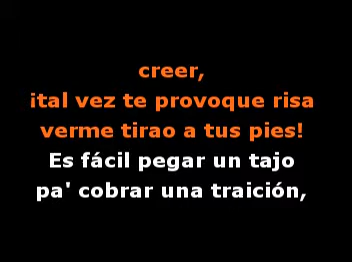 creer,
¡tal vez te provoque risa
verme tirao a tus pies!
Es fácil pegar un tajo
pa' cobrar una traición,